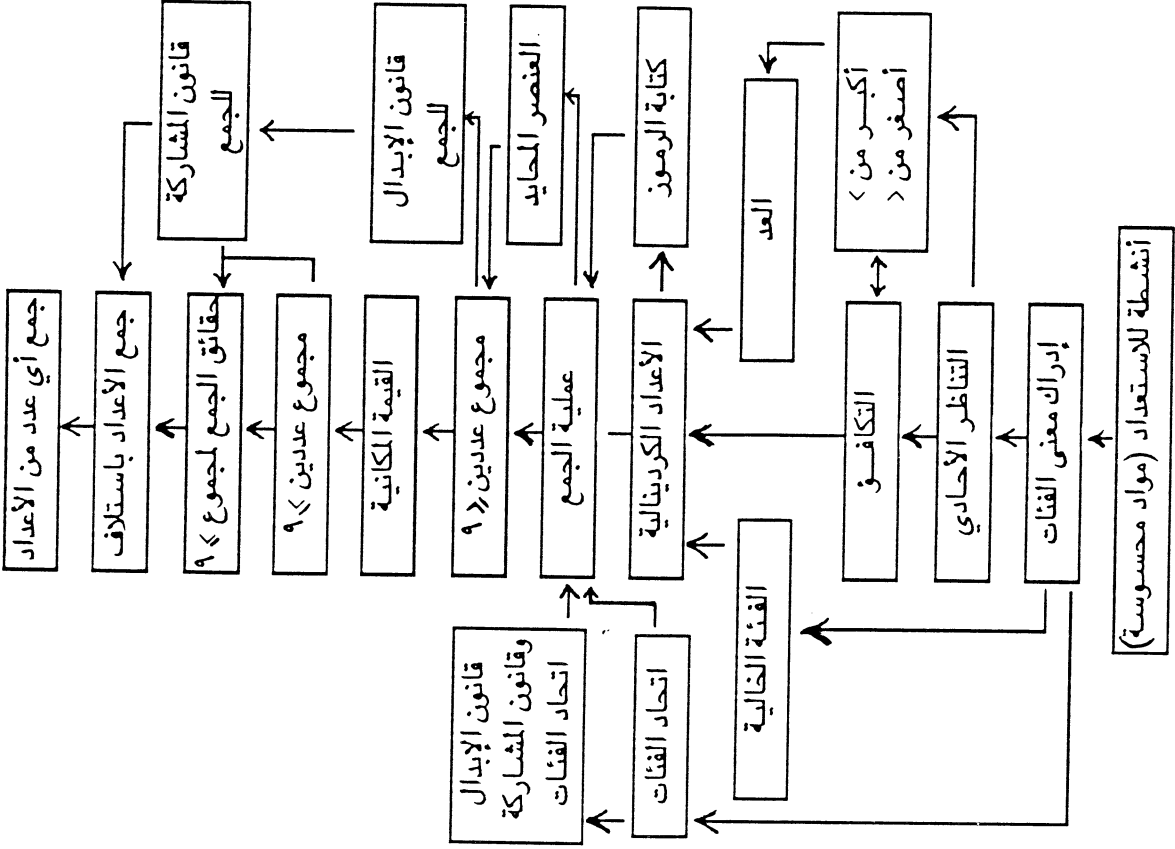 جمع أي عدد من الأعداد
جمع الأعداد باستلاف
قانون المشاركة
للجمع
حقائق الجمع لمجموع ⩾ ٩
مجموع عددين > ٩
القيمة المكانية
قانون الإبدال
للجمع
مجموع عددين ⩽ ٩
العنصر المحايد
قانون الإبدال
وقانون المشاركة
اتحاد الفئات
عملية الجمع
كتابة الرموز
الأعداد الكردينالية
اتحاد الفئات
العد
الفئة الخالية
أكبر من <
أصغر من >
التكافؤ
التناظر الأحادي
إدراك معنى الفئات
أنشطة للاستعداد (مواد محسوسة)